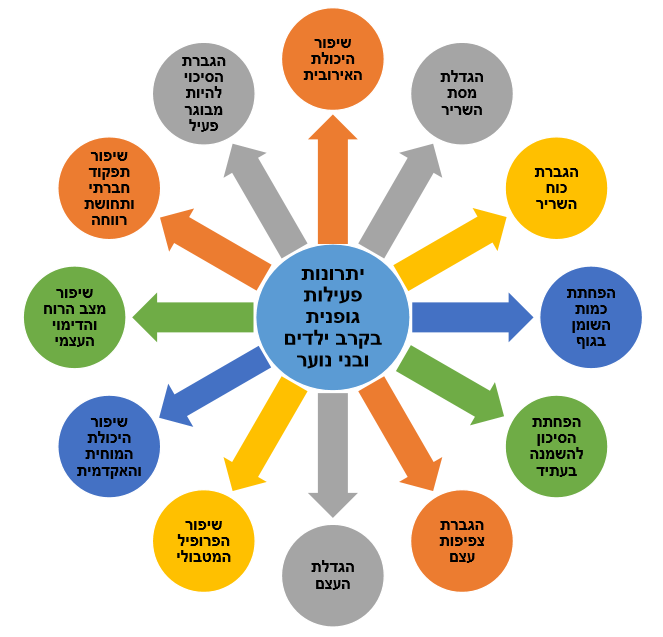 יתרונות
פעילות
גופנית
בקרב ילדים
ובני נוער
שיפור
היכולת
האירובית
הגדלת
מסת
השריר
הגברת
כוח
השריר
הפחתת
כמות
השומן
בגוף
הפחתת
הסיכון
להשמנה
בעתיד
הגברת
צפיפות
עצם
הגדלת
העצם
שיפור
הפרופיל
המטבולי
שיפור
היכולת
המוחית
והאקדמית
שיפור
מצב הרוח
והדימוי
העצמי
שיפור
תפקוד
חברתי
ותחושת
רווחה
הגברת
הסיכוי
להיות
מבוגר
פעיל